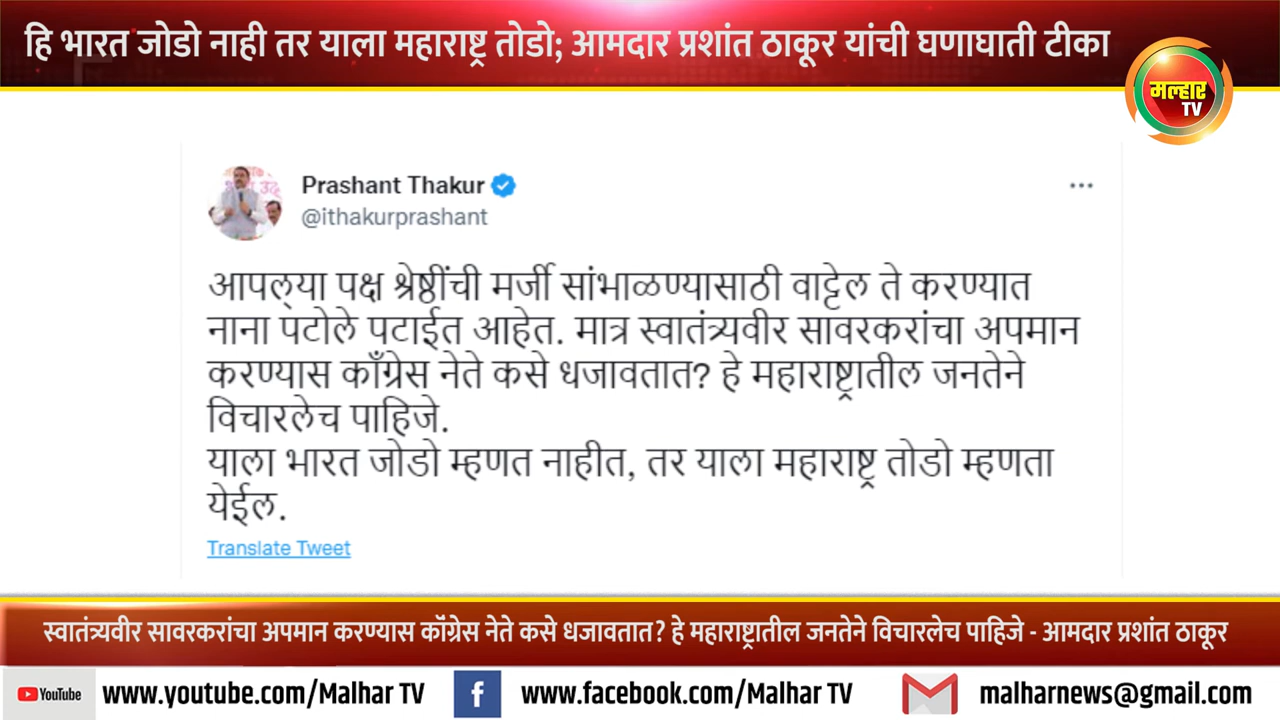 हि भारत जोडो नाही तर याला महाराष्ट्र तोडो; आमदार प्रशांत ठाकूर यांची घणाघाती टीका
मल्हार
TV
Prashant Thakur
@ithakurprashant
आपल्या पक्ष श्रेष्ठींची मर्जी सांभाळण्यासाठी वाट्टेल ते करण्यात
नाना पटोले पटाईत आहेत. मात्र स्वातंत्र्यवीर सावरकरांचा अपमान
करण्यास काँग्रेस नेते कसे धजावतात? हे महाराष्ट्रातील जनतेने
विचारलेच पाहिजे.
याला भारत जोडो म्हणत नाहीत, तर याला महाराष्ट्र तोडो म्हणता
येईल.
Translate Tweet
स्वातंत्र्यवीर सावरकरांचा अपमान करण्यास कॉंग्रेस नेते कसे धजावतात? हे महाराष्ट्रातील जनतेने विचारलेच पाहिजे - आमदार प्रशांत ठाकूर
YouTube www.youtube.com/Malhar TV www.facebook.com/Malhar TV malharnews@gmail.com